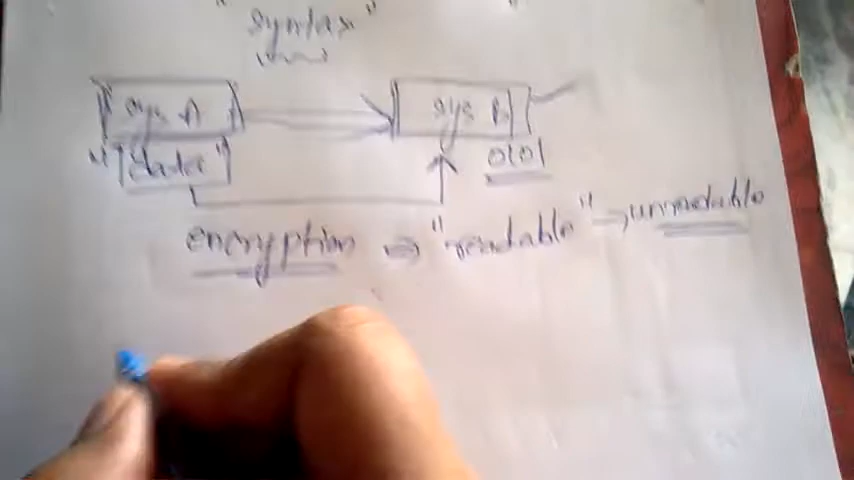 "syntax"
sys A sys B
"data" 0101
encryption ⇒ "readable" → unreadable